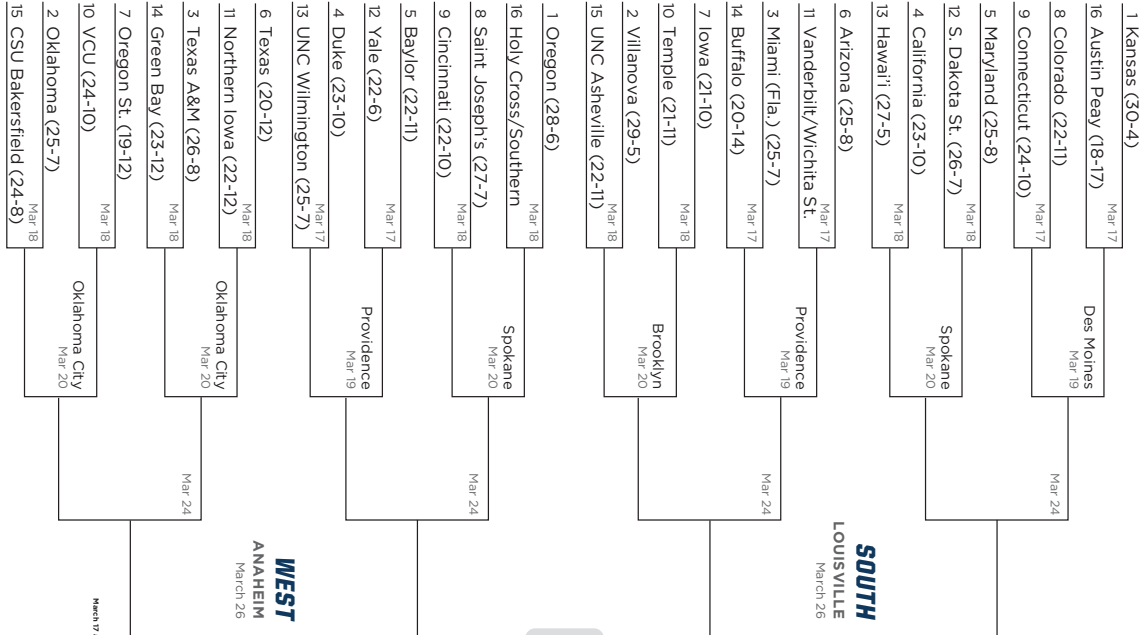 1 Kansas (30-4)
16 Austin Peay (18-17)
Mar 17
8 Colorado (22-11)
9 Connecticut (24-10)
Mar 17
Des Moines
Mar 19
5 Maryland (25-8)
12 S. Dakota St. (26-7)
Mar 18
4 California (23-10)
13 Hawai'i (27-5)
Mar 18
Spokane
Mar 20
Mar 24
6 Arizona (25-8)
11 Vanderbilt/Wichita St.
Mar 17
3 Miami (Fla.) (25-7)
14 Buffalo (20-14)
Mar 17
Providence
Mar 19
7 Iowa (21-10)
10 Temple (21-11)
Mar 18
2 Villanova (29-5)
15 UNC Asheville (22-11)
Mar 18
Brooklyn
Mar 20
Mar 24
SOUTH
LOUISVILLE
March 26
1 Oregon (28-6)
16 Holy Cross/Southern
Mar 18
8 Saint Joseph's (27-7)
9 Cincinnati (22-10)
Mar 18
Spokane
Mar 20
5 Baylor (22-11)
12 Yale (22-6)
Mar 17
4 Duke (23-10)
13 UNC Wilmington (25-7)
Mar 17
Providence
Mar 19
Mar 24
6 Texas (20-12)
11 Northern Iowa (22-12)
Mar 18
3 Texas A&M (26-8)
14 Green Bay (23-12)
Mar 18
Oklahoma City
Mar 20
7 Oregon St. (19-12)
10 VCU (24-10)
Mar 18
2 Oklahoma (25-7)
15 CSU Bakersfield (24-8)
Mar 18
Oklahoma City
Mar 20
Mar 24
WEST
ANAHEIM
March 26
March 17